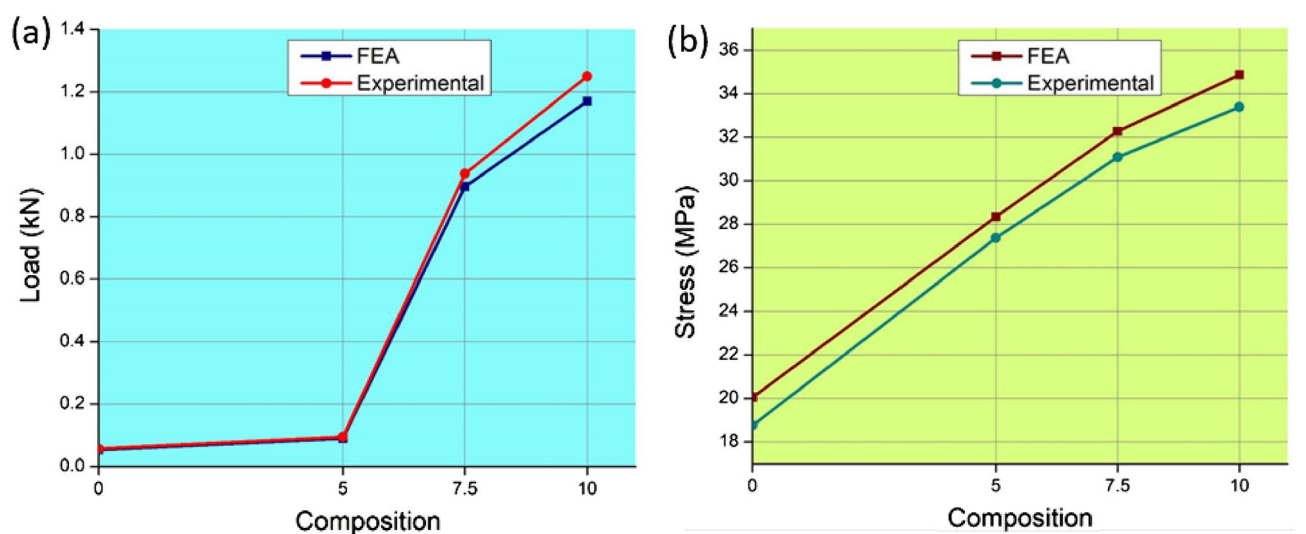 (a)
1.4
1.2
1.0
0.8
0.6
0.4
0.2
0.0
Load (kN)
FEA
Experimental
0 5 7.5 10
Composition
(b)
36
34
32
30
28
26
24
22
20
18
Stress (MPa)
FEA
Experimental
0 5 7.5 10
Composition